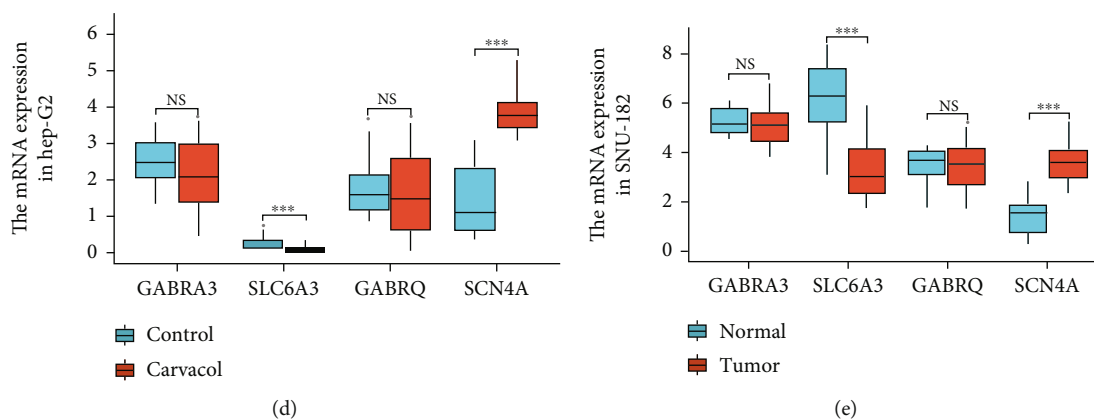 The mRNA expression
in hep-G2
6
5
4
3
2
1
0
NS
***
NS
***
GABRA3 SLC6A3 GABRQ SCN4A
Control
Carvacol
(d)
The mRNA expression
in SNU-182
8
6
4
2
0
NS
***
NS
***
GABRA3 SLC6A3 GABRQ SCN4A
Normal
Tumor
(e)